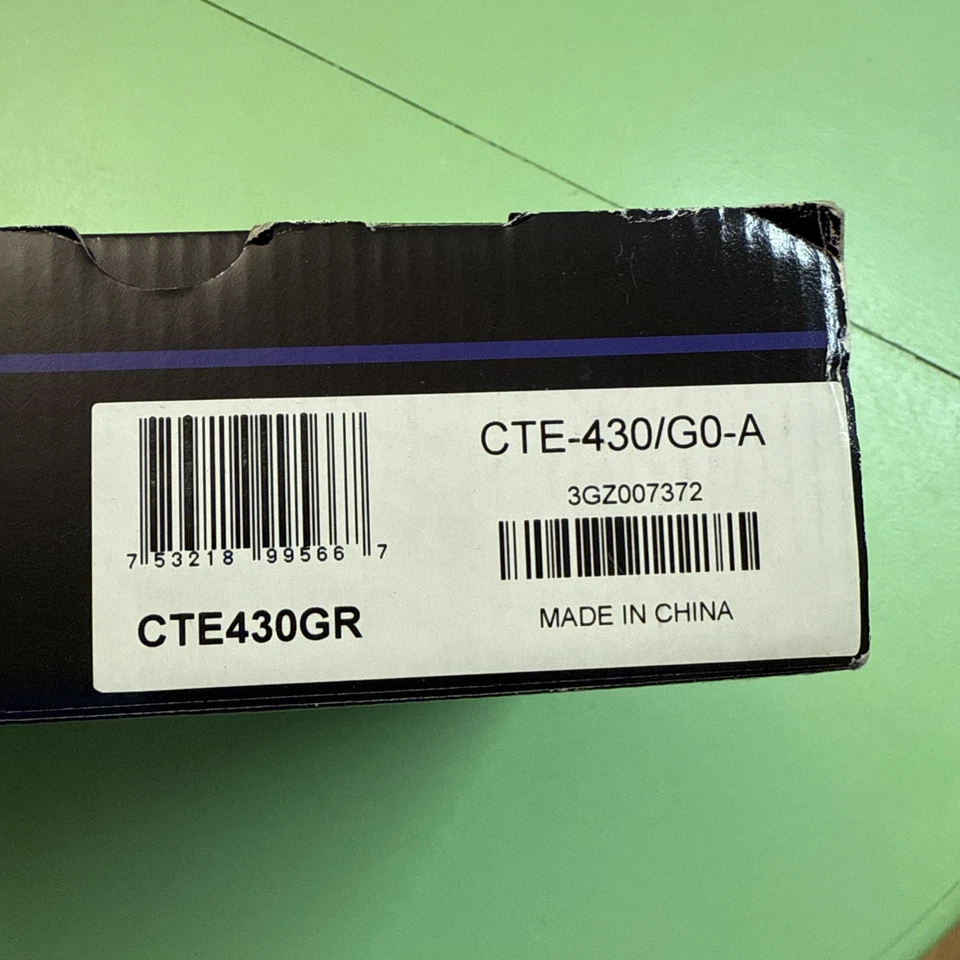 7 53218 99566 7
CTE430GR
CTE-430/G0-A
3GZ007372
MADE IN CHINA